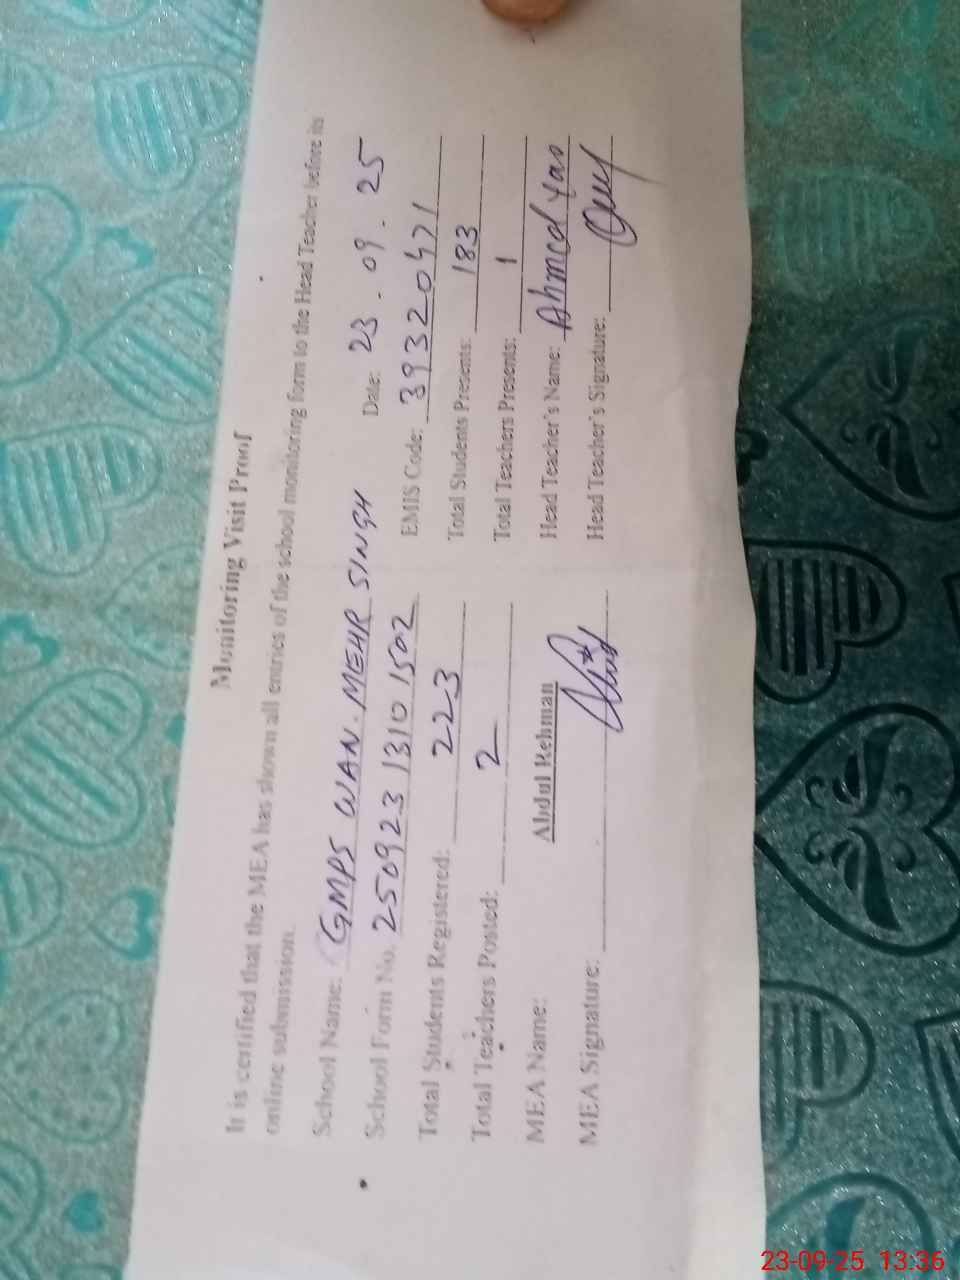 Monitoring Visit Proof
It is certified that the MEA has shown all entries of the school monitoring form to the Head Teacher before its
online submission.
School Name: GMPS WAN. MEHR SINGH Date: 23 . 09 . 25
School Form No. 250923 1310 1502 EMIS Code: 39320471
Total Students Registered: 223 Total Students Presents: 183
Total Teachers Posted: 2 Total Teachers Presents: 1
MEA Name: Abdul Rehman Head Teacher's Name: Ahmed
MEA Signature: Head Teacher's Signature:
23-09-25 13:36